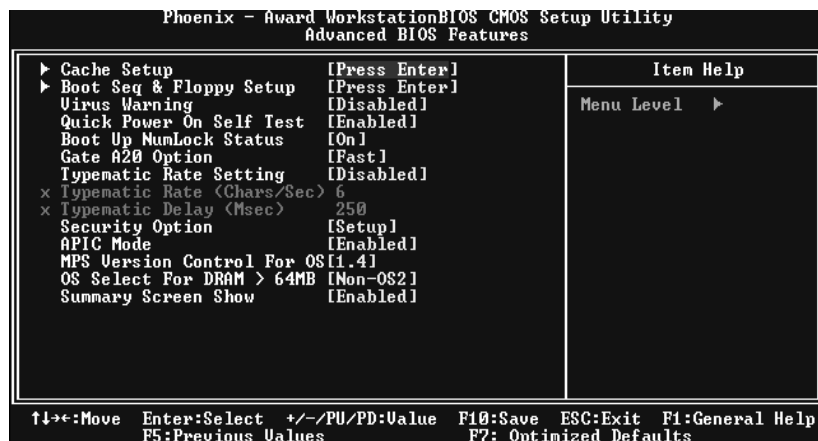 Phoenix - Award WorkstationBIOS CMOS Setup Utility
Advanced BIOS Features
▶ Cache Setup [Press Enter]
▶ Boot Seq & Floppy Setup [Press Enter]
Virus Warning [Disabled]
Quick Power On Self Test [Enabled]
Boot Up NumLock Status [On]
Gate A20 Option [Fast]
Typematic Rate Setting [Disabled]
x Typematic Rate (Chars/Sec) 6
x Typematic Delay (Msec) 250
Security Option [Setup]
APIC Mode [Enabled]
MPS Version Control For OS[1.4]
OS Select For DRAM > 64MB [Non-OS2]
Summary Screen Show [Enabled]
Item Help
Menu Level ▶
↑↓→←:Move Enter:Select +/-/PU/PD:Value F10:Save ESC:Exit F1:General Help
F5:Previous Values F7: Optimized Defaults